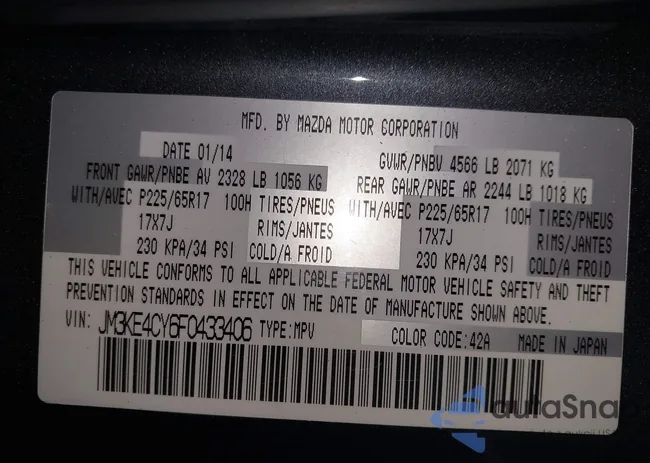 MFD. BY MAZDA MOTOR CORPORATION
DATE 01/14 GVWR/PNBV 4566 LB 2071 KG
FRONT GAWR/PNBE AV 2328 LB 1056 KG REAR GAWR/PNBE AR 2244 LB 1018 KG
WITH/AVEC P225/65R17 100H TIRES/PNEUS WITH/AVEC P225/65R17 100H TIRES/PNEUS
17X7J RIMS/JANTES 17X7J RIMS/JANTES
230 KPA/34 PSI COLD/A FROID 230 KPA/34 PSI COLD/A FROID
THIS VEHICLE CONFORMS TO ALL APPLICABLE FEDERAL MOTOR VEHICLE SAFETY AND THEFT
PREVENTION STANDARDS IN EFFECT ON THE DATE OF MANUFACTURE SHOWN ABOVE.
VIN: JM3KE4CY6F0433406 TYPE:MPV COLOR CODE:42A MADE IN JAPAN
autaSnap